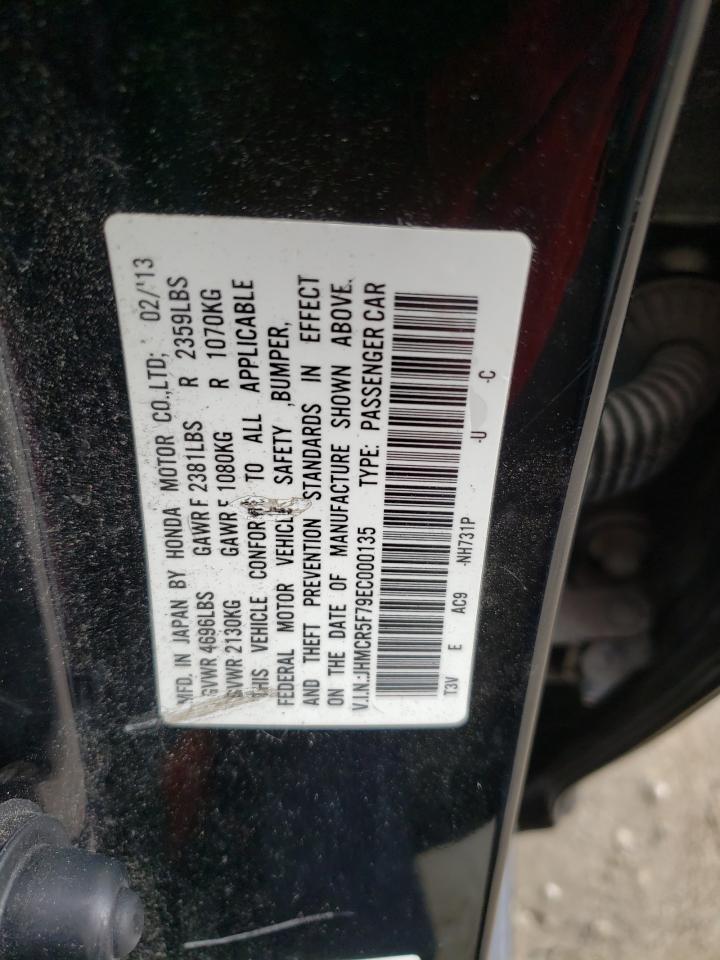 MFD. IN JAPAN BY HONDA MOTOR CO.,LTD; 02/'13
GVWR 4696LBS GAWR F 2381LBS R 2359LBS
GVWR 2130KG GAWR F 1080KG R 1070KG
THIS VEHICLE CONFORMS TO ALL APPLICABLE
FEDERAL MOTOR VEHICLE SAFETY ,BUMPER,
AND THEFT PREVENTION STANDARDS IN EFFECT
ON THE DATE OF MANUFACTURE SHOWN ABOVE.
V.I.N.:JHMCR5F79EC000135 TYPE: PASSENGER CAR
T3V E AC9 -NH731P -U -C